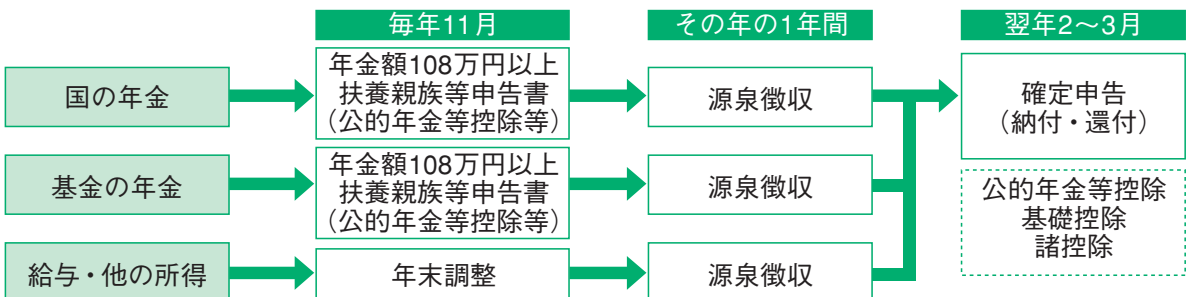 毎年11月
その年の1年間
翌年2～3月
国の年金
年金額108万円以上
扶養親族等申告書
（公的年金等控除等）
源泉徴収
確定申告
（納付・還付）
基金の年金
年金額108万円以上
扶養親族等申告書
（公的年金等控除等）
源泉徴収
公的年金等控除
基礎控除
諸控除
給与・他の所得
年末調整
源泉徴収